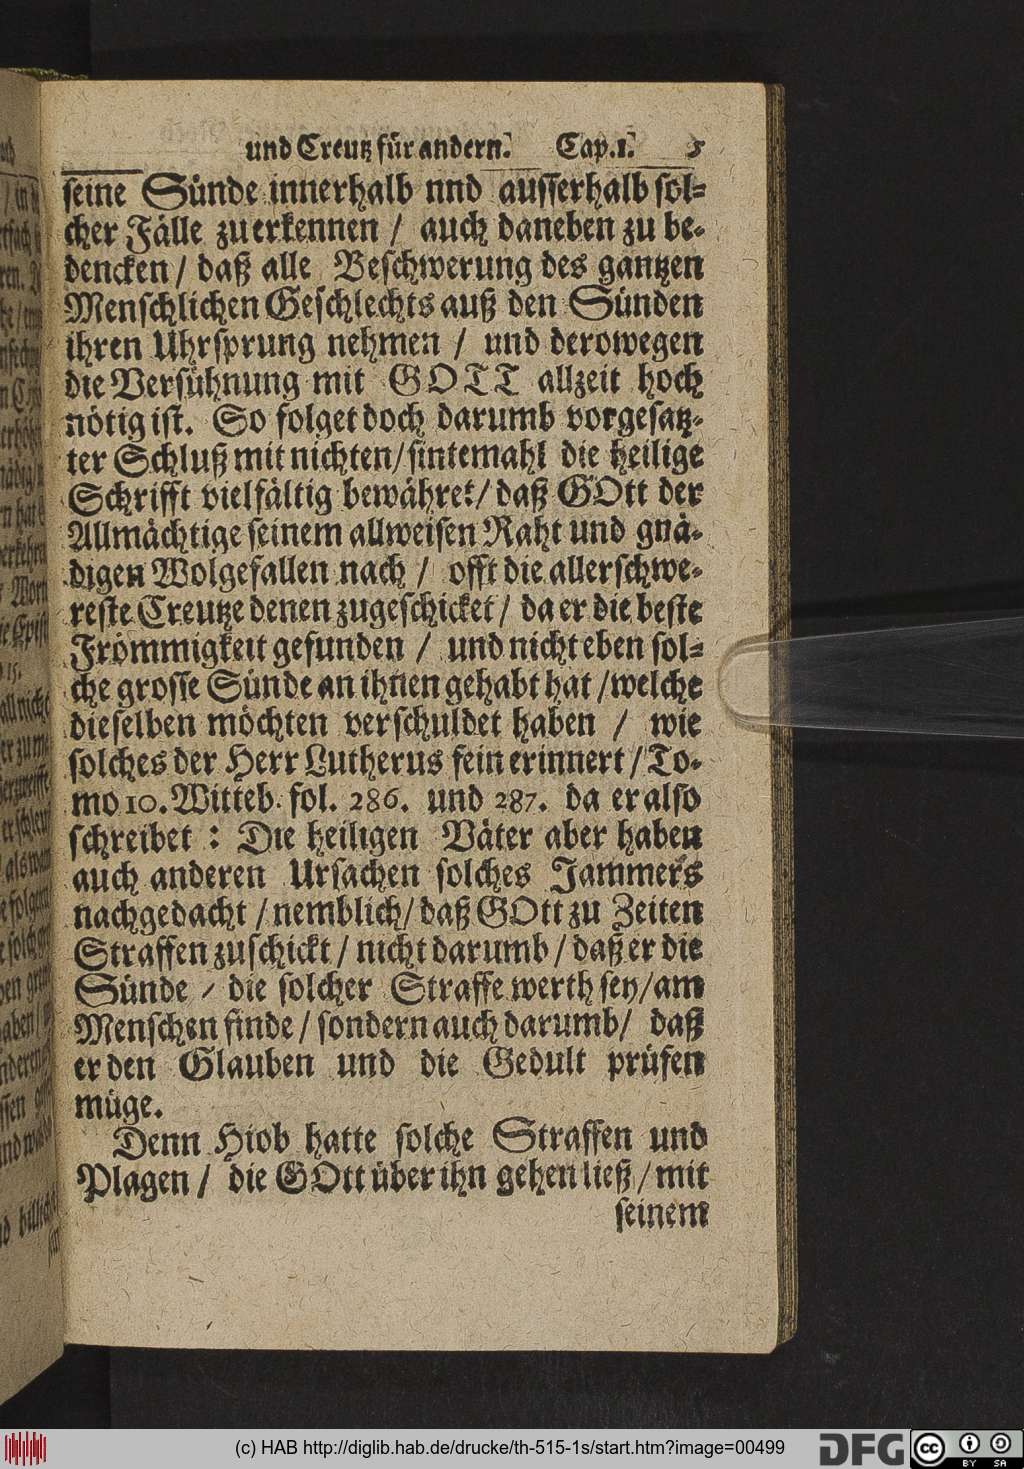 und Creutz für andern. Cap.1. 5
seine Sünde innerhalb nnd ausserhalb sol-
cher Fälle zu erkennen / auch daneben zu be-
dencken / daß alle Beschwerung des gantzen
Menschlichen Geschlechts auß den Sünden
ihren Uhrsprung nehmen / und derowegen
die Versühnung mit GOTT allzeit hoch
nötig ist. So folget doch darumb vorgesatz-
ter Schluß mit nichten / sintemahl die heilige
Schrifft vielfältig bewähret / daß GOtt der
Allmächtige seinem allweisen Raht und gnä-
digen Wolgefallen nach / offt die allerschwe-
reste Creutze denen zugeschicket / da er die beste
Frömmigkeit gefunden / und nicht eben sol-
che grosse Sünde an ihnen gehabt hat / welche
dieselben möchten verschuldet haben / wie
solches der Herr Lutherus fein erinnert / To-
mo 10. Witteb. fol. 286. und 287. da er also
schreibet : Die heiligen Väter aber haben
auch anderen Ursachen solches Jammers
nachgedacht / nemblich / daß GOtt zu Zeiten
Straffen zuschickt / nicht darumb / daß er die
Sünde / die solcher Straffe werth sey / am
Menschen finde / sondern auch darumb / daß
er den Glauben und die Gedult prüfen
müge.
Denn Hiob hatte solche Straffen und
Plagen / die GOtt über ihn gehen ließ / mit
seinem
(c) HAB http://diglib.hab.de/drucke/th-515-1s/start.htm?image=00499
DFG
cc BY SA